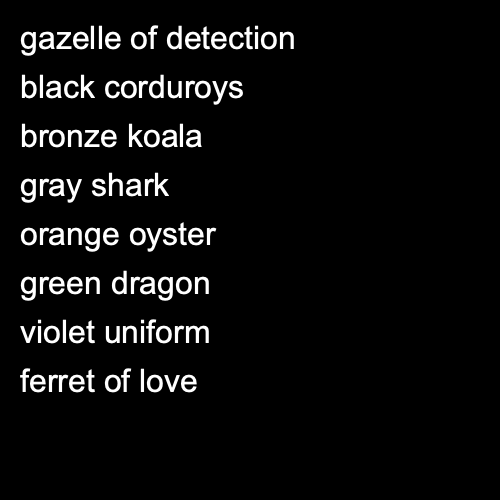 gazelle of detection
black corduroys
bronze koala
gray shark
orange oyster
green dragon
violet uniform
ferret of love